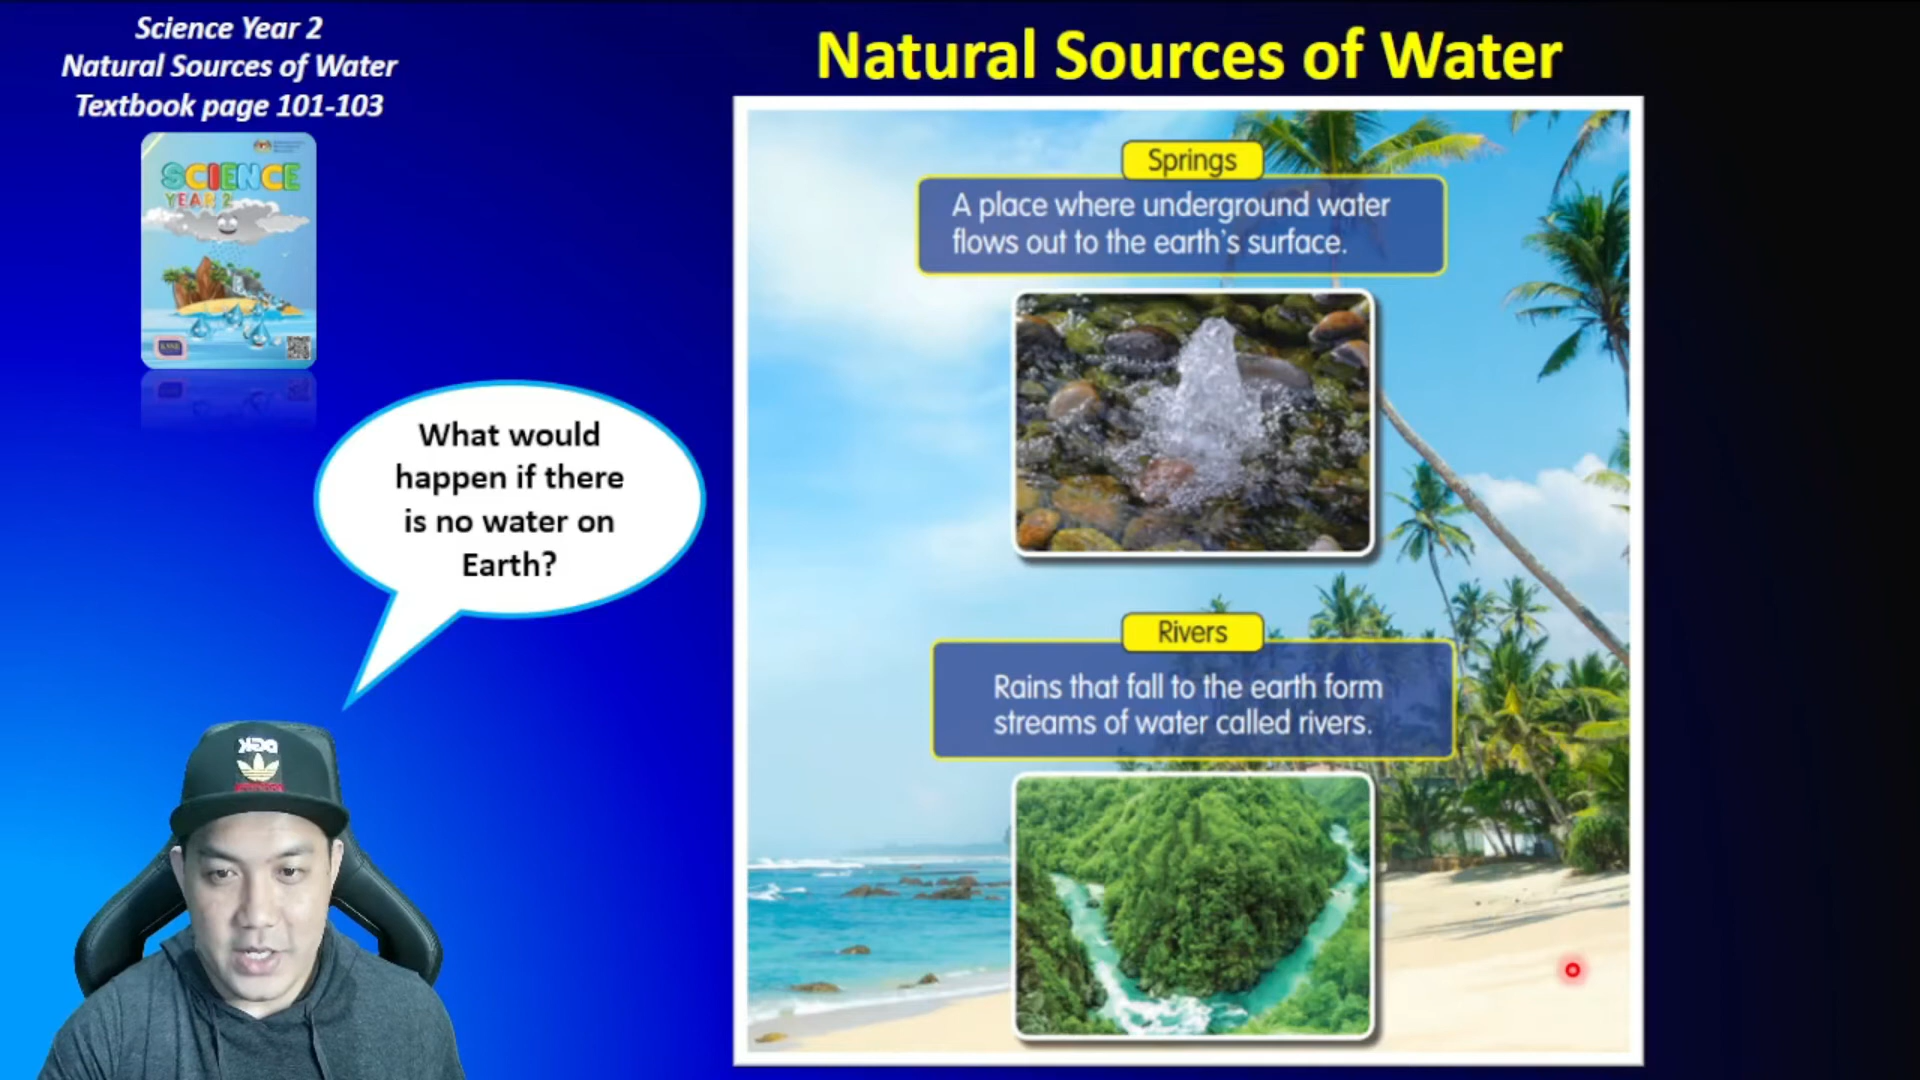 Science Year 2
Natural Sources of Water
Textbook page 101-103
SCIENCE
YEAR 2
What would
happen if there
is no water on
Earth?
Natural Sources of Water
Springs
A place where underground water
flows out to the earth's surface.
Rivers
Rains that fall to the earth form
streams of water called rivers.